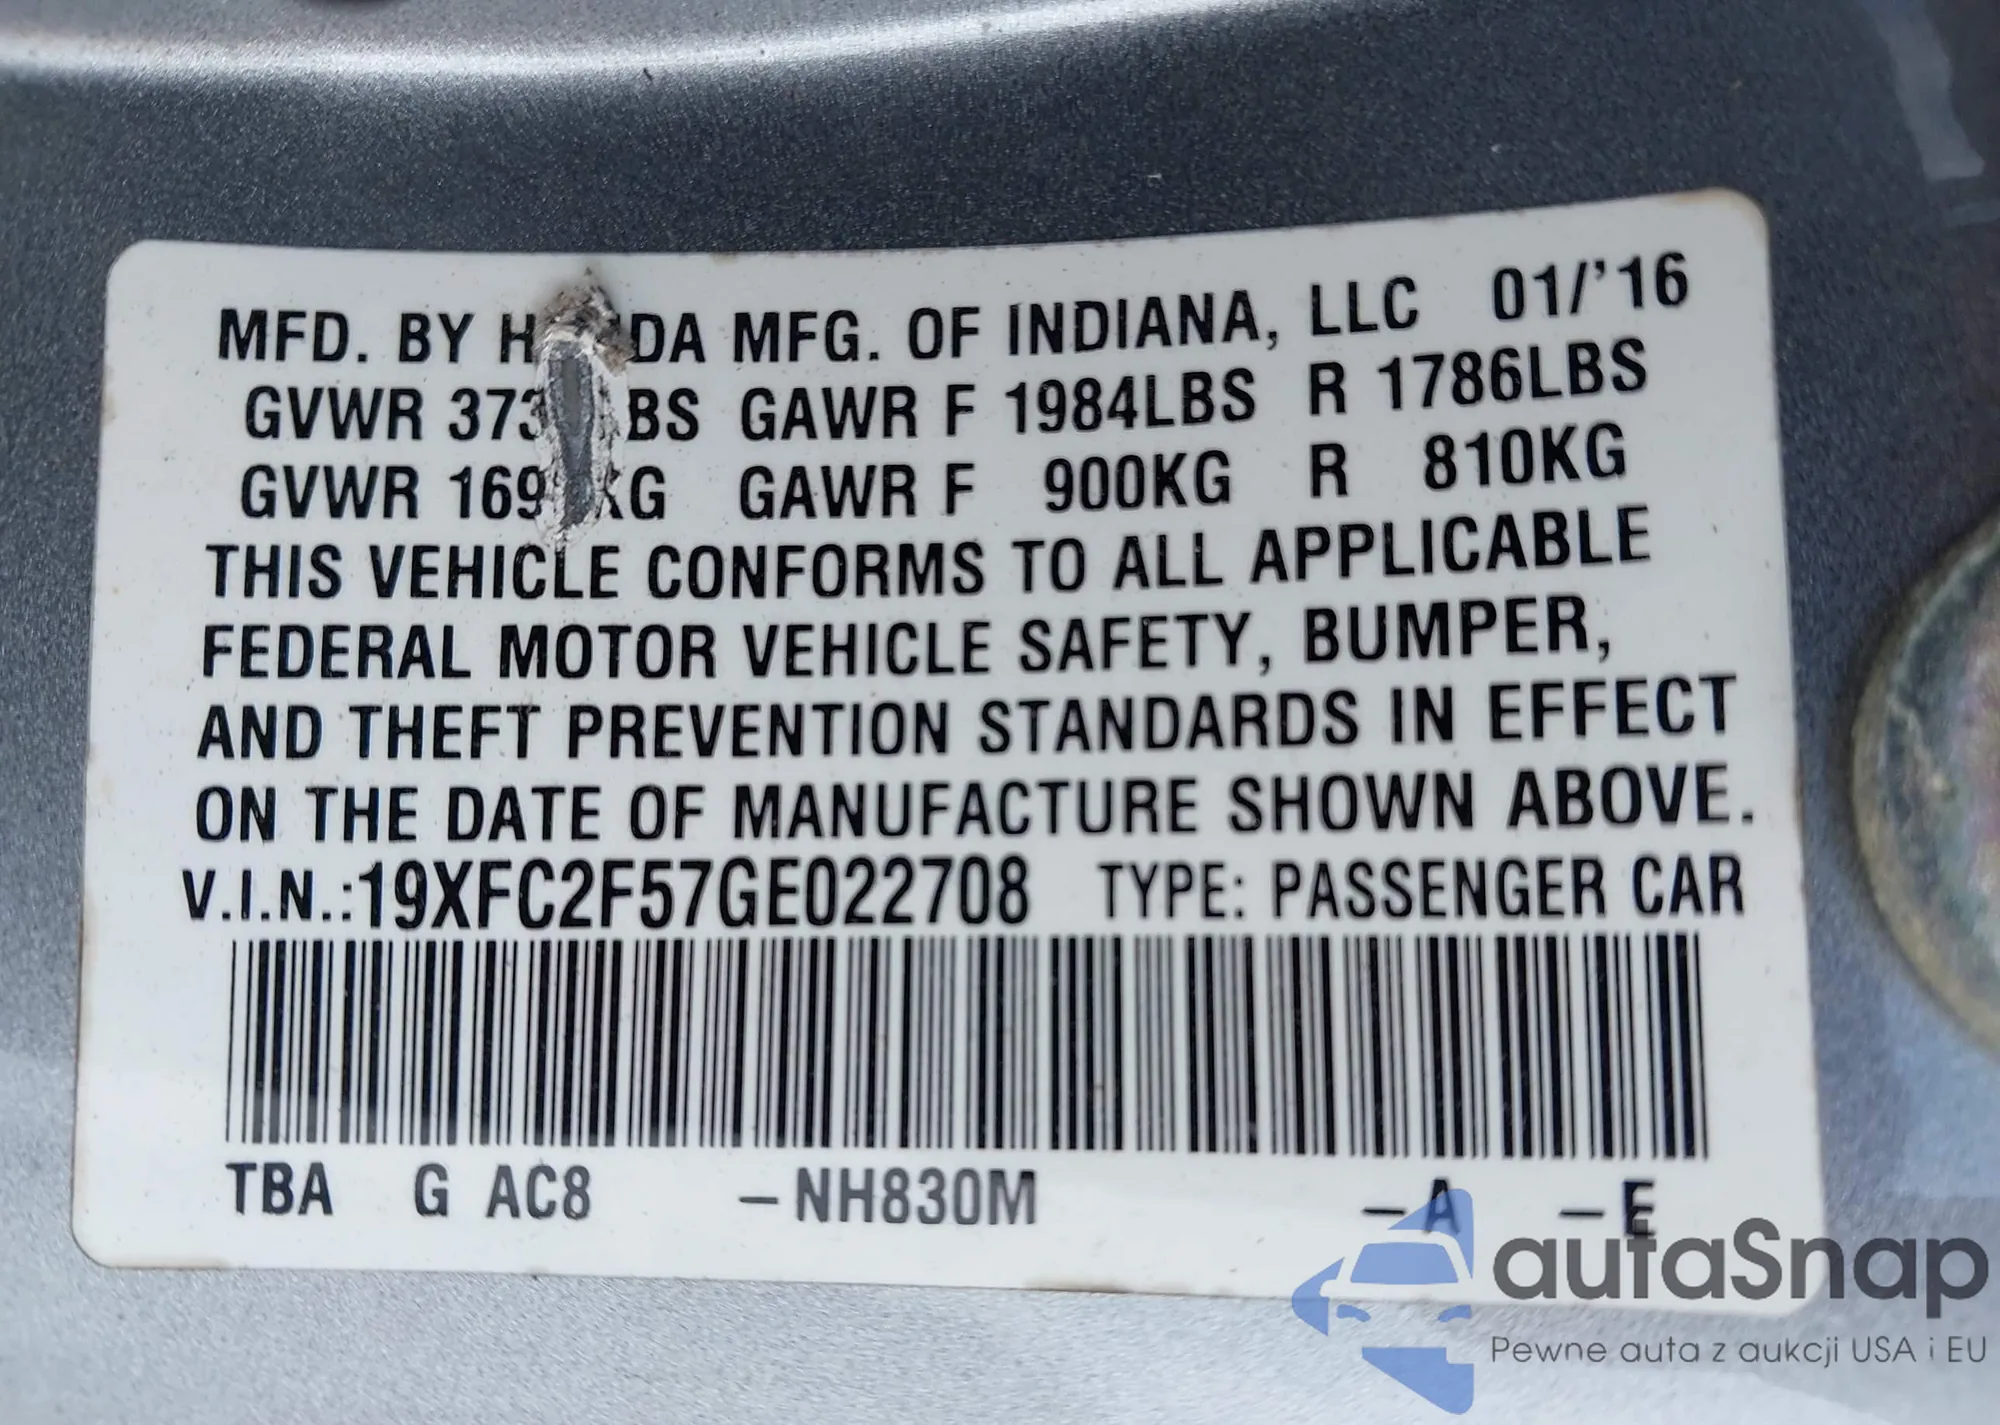 MFD. BY H DA MFG. OF INDIANA, LLC 01/'16
GVWR 373 BS GAWR F 1984LBS R 1786LBS
GVWR 169 KG GAWR F 900KG R 810KG
THIS VEHICLE CONFORMS TO ALL APPLICABLE
FEDERAL MOTOR VEHICLE SAFETY, BUMPER,
AND THEFT PREVENTION STANDARDS IN EFFECT
ON THE DATE OF MANUFACTURE SHOWN ABOVE.
V.I.N.:19XFC2F57GE022708 TYPE: PASSENGER CAR
TBA G AC8 –NH830M –A –E
autaSnap
Pewne auta z aukcji USA i EU